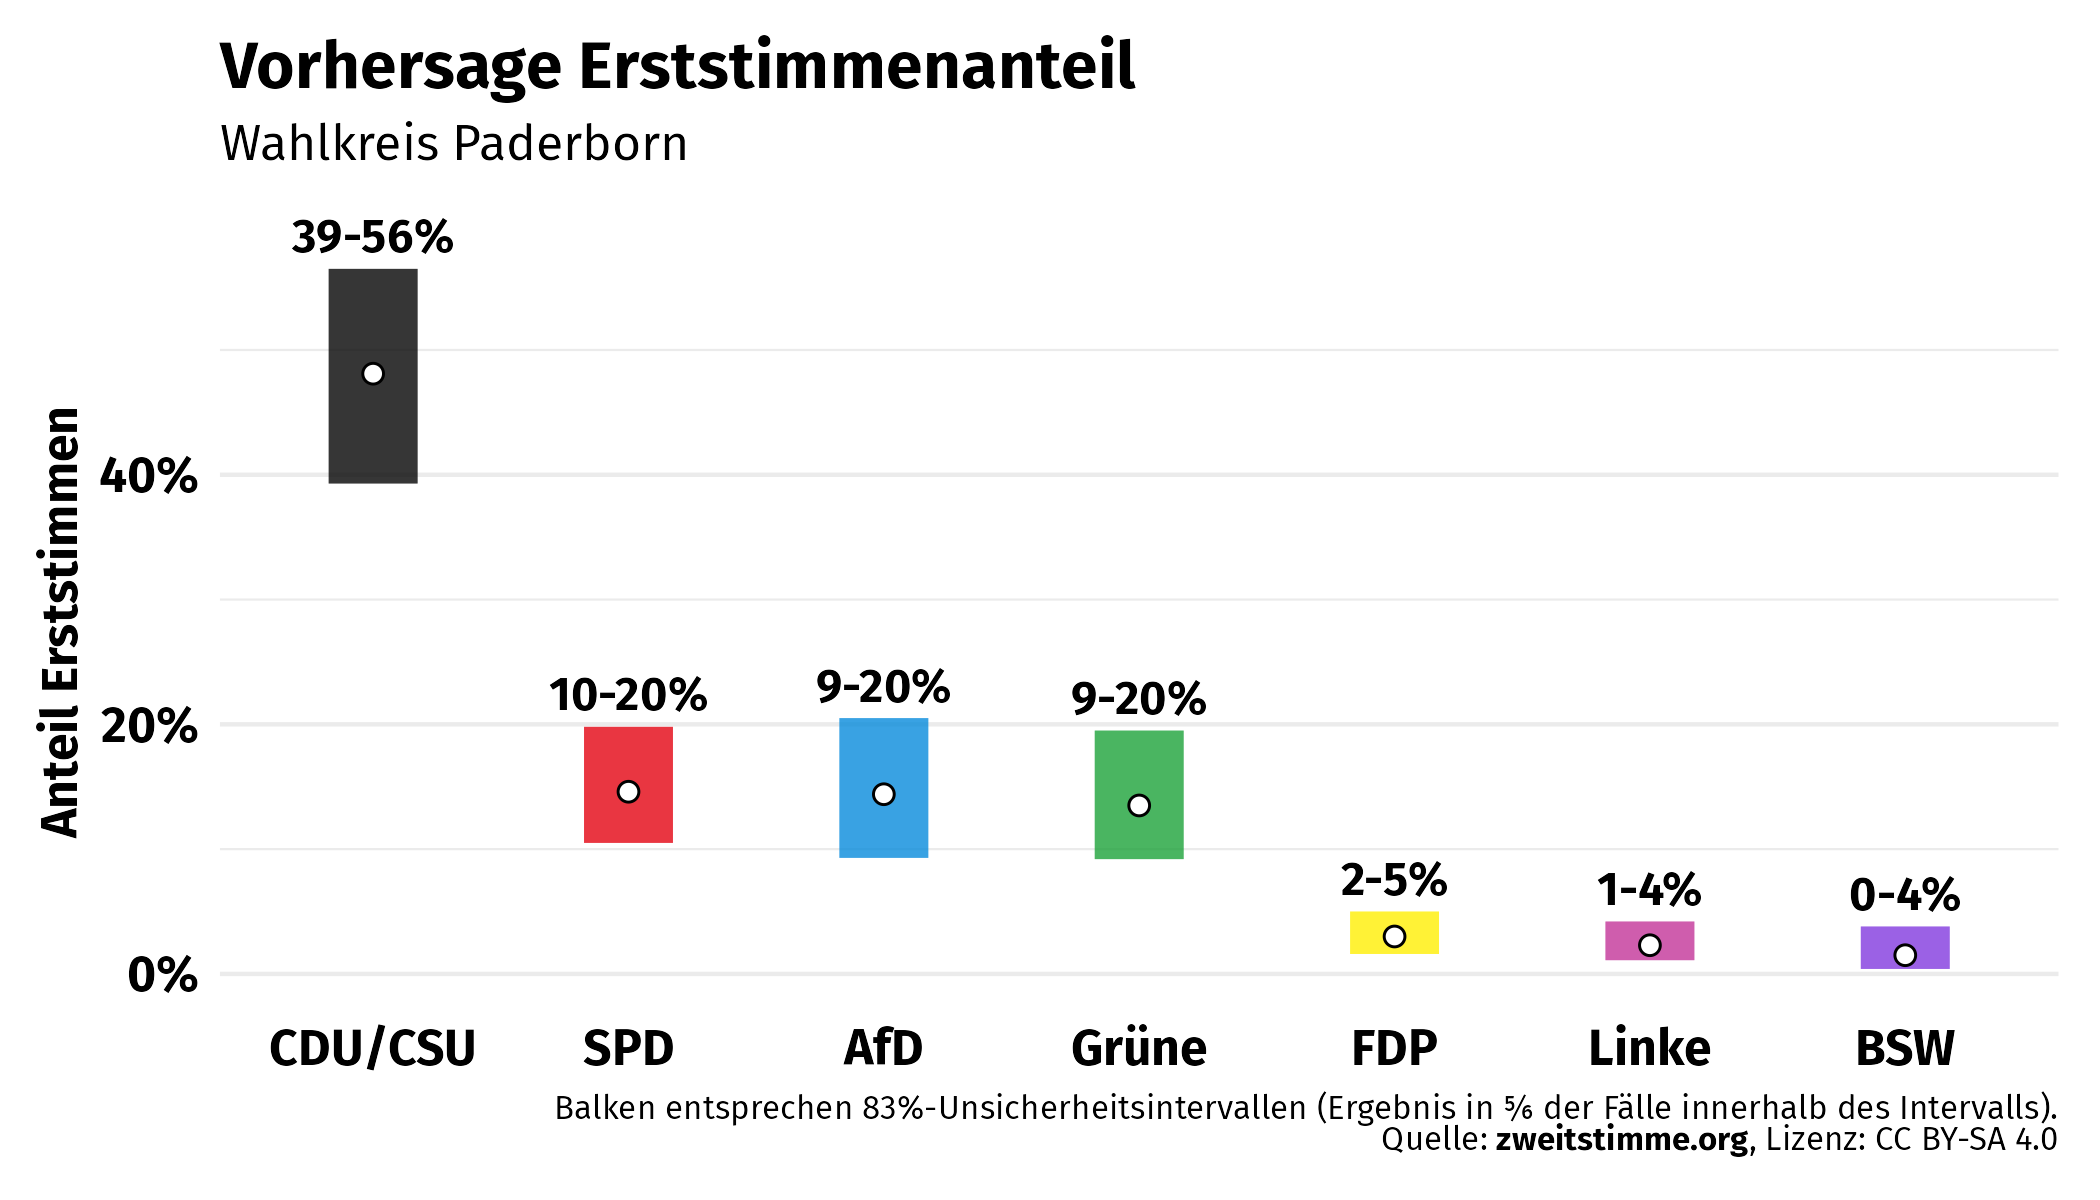 Vorhersage Erststimmenanteil
Wahlkreis Paderborn
Anteil Erststimmen
40%
20%
0%
39-56%
10-20%
9-20%
9-20%
2-5%
1-4%
0-4%
CDU/CSU
SPD
AfD
Grüne
FDP
Linke
BSW
Balken entsprechen 83%-Unsicherheitsintervallen (Ergebnis in ⅚ der Fälle innerhalb des Intervalls).
Quelle: zweitstimme.org, Lizenz: CC BY-SA 4.0